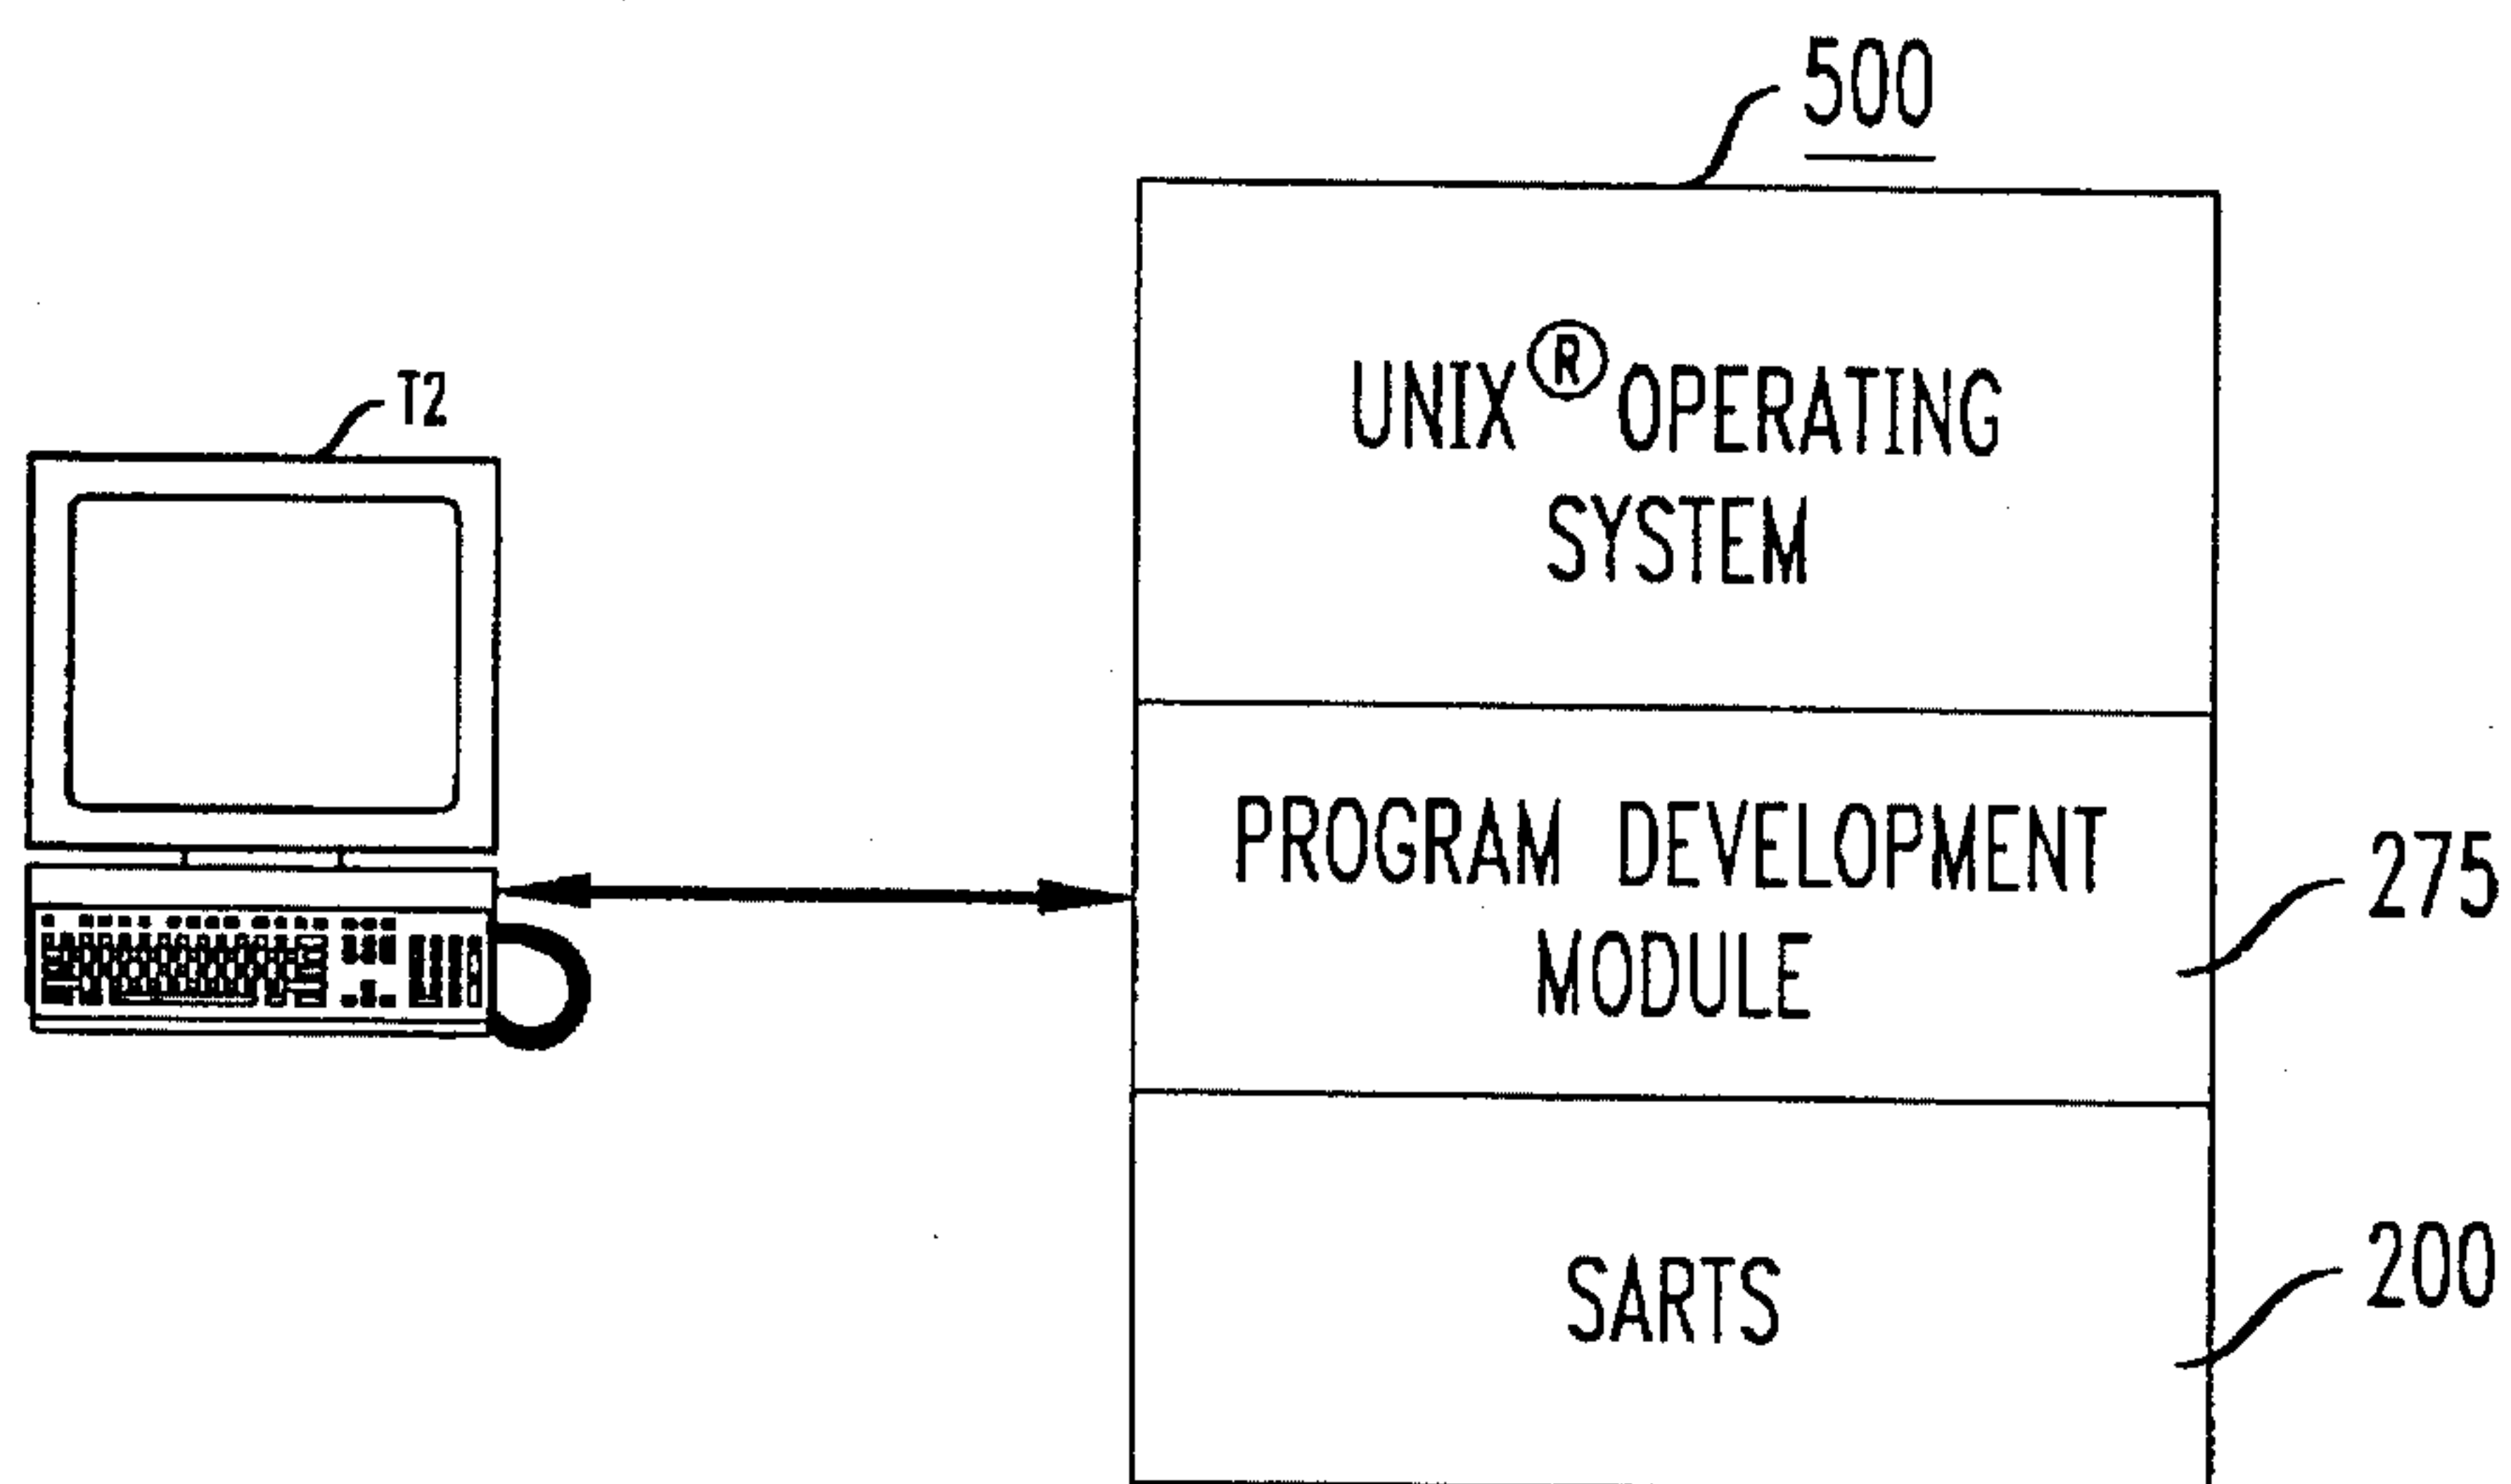 500
T2
UNIX® OPERATING
SYSTEM
PROGRAM DEVELOPMENT
MODULE
275
SARTS
200